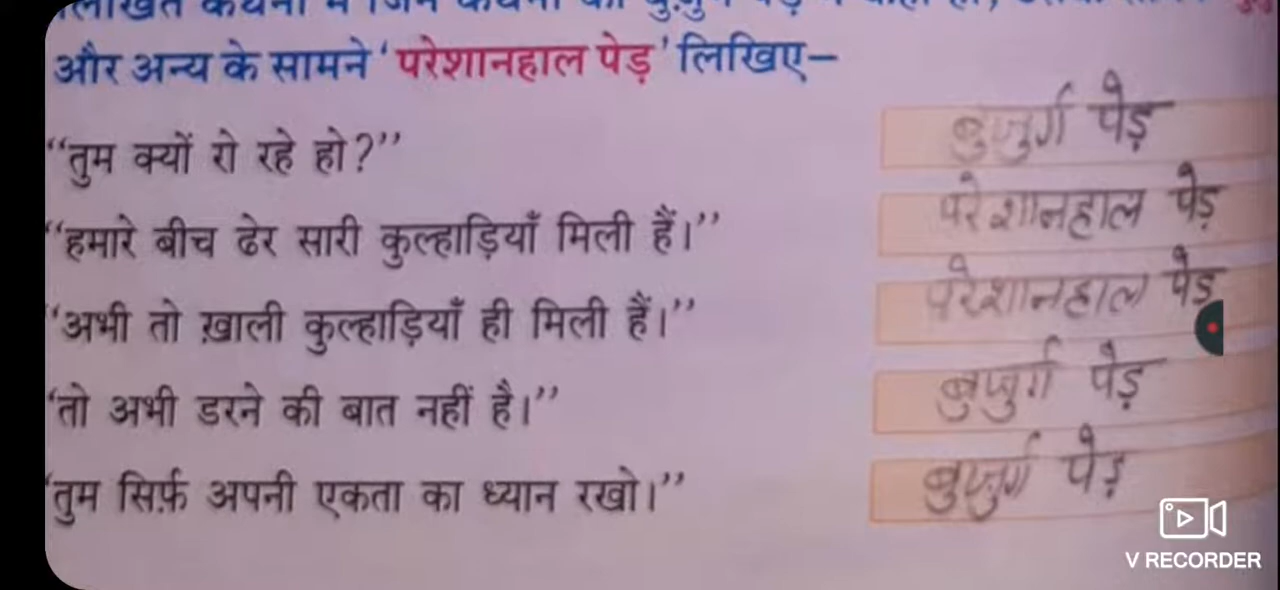 और अन्य के सामने ‘परेशानहाल पेड़’ लिखिए–
“तुम क्यों रो रहे हो?” बुजुर्ग पेड़
“हमारे बीच ढेर सारी कुल्हाड़ियाँ मिली हैं।” परेशानहाल पेड़
‘अभी तो ख़ाली कुल्हाड़ियाँ ही मिली हैं।” परेशानहाल पेड़
‘तो अभी डरने की बात नहीं है।” बुजुर्ग पेड़
‘तुम सिर्फ़ अपनी एकता का ध्यान रखो।” बुजुर्ग पेड़
V RECORDER